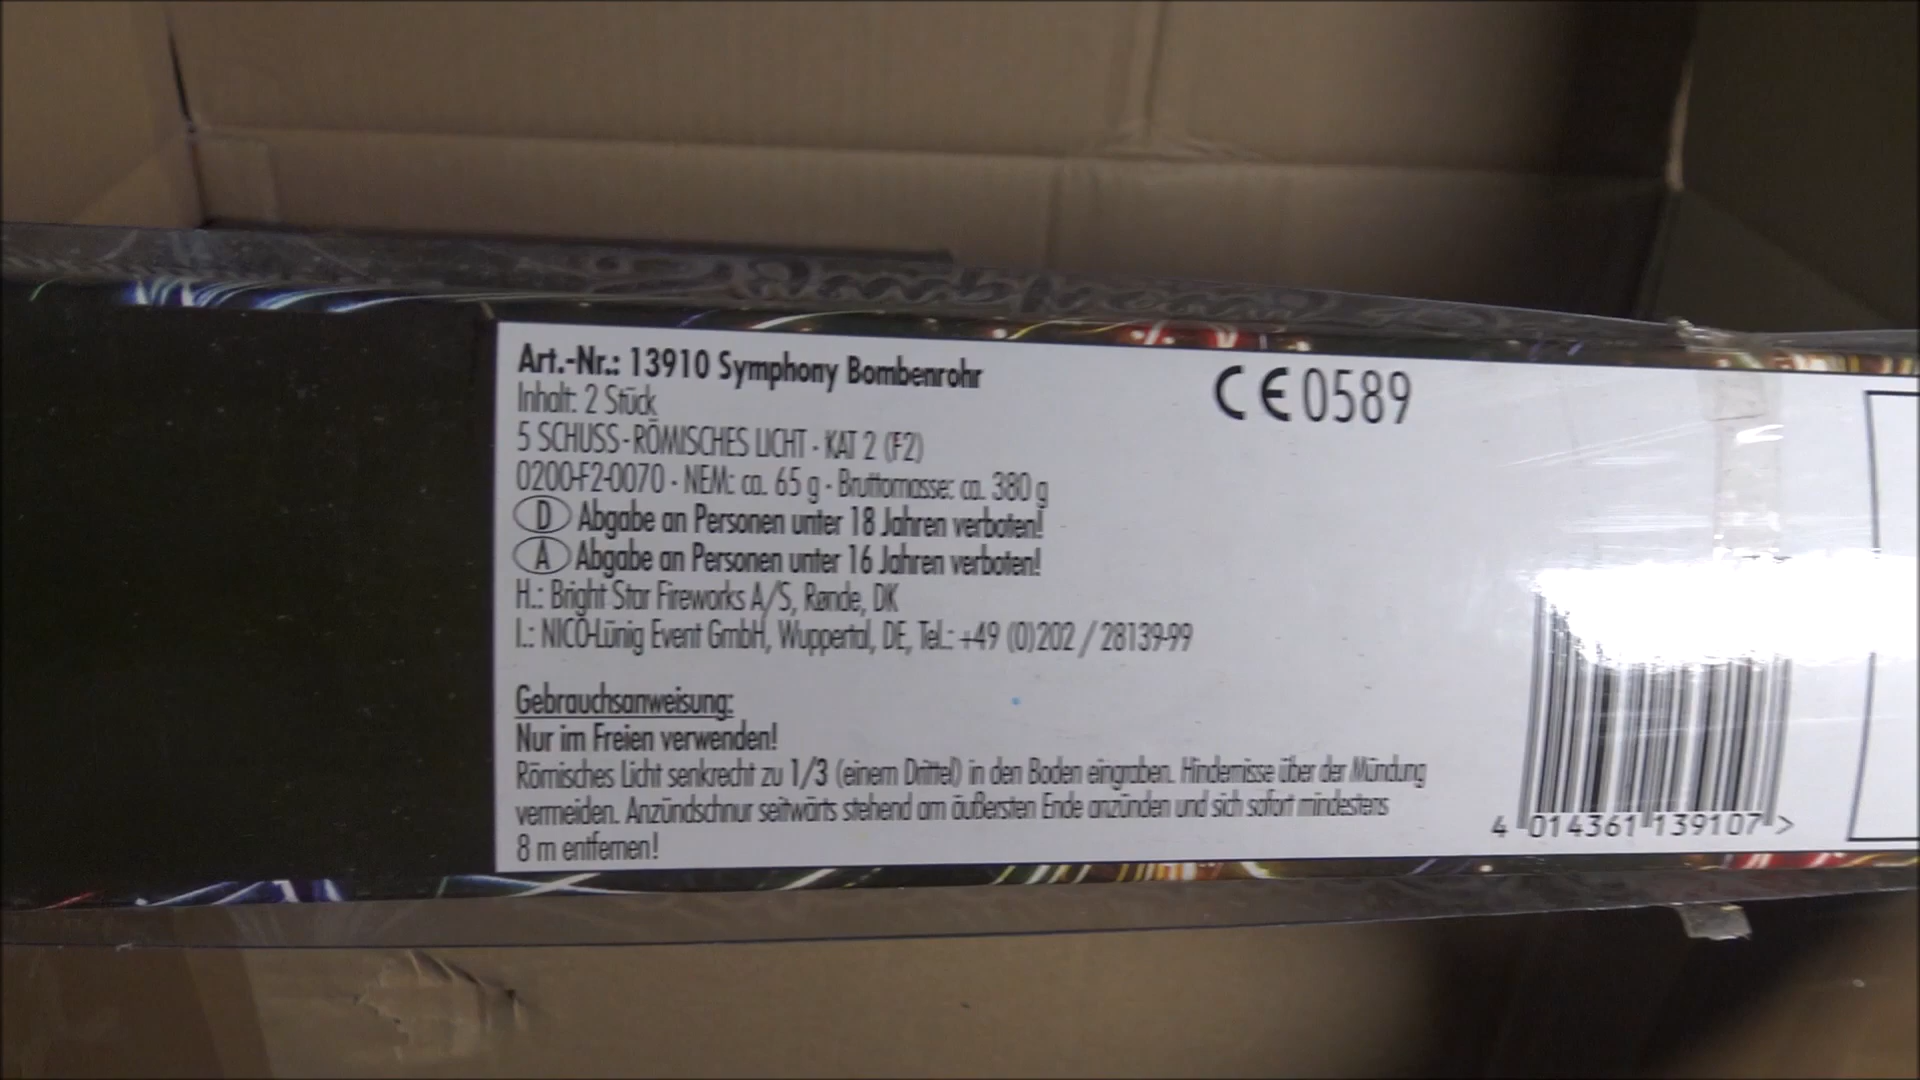 Art.-Nr.: 13910 Symphony Bombenrohr
Inhalt: 2 Stück
5 SCHUSS - RÖMISCHES LICHT - KAT 2 (F2)
0200-F2-0070 - NEM: ca. 65 g - Bruttomasse: ca. 380 g
D Abgabe an Personen unter 18 Jahren verboten!
A Abgabe an Personen unter 16 Jahren verboten!
H.: Bright Star Fireworks A/S, Rønde, DK
I.: NICO-Lünig Event GmbH, Wuppertal, DE, Tel.: +49 (0)202 / 28139-99
CE 0589
Gebrauchsanweisung:
Nur im Freien verwenden!
Römisches Licht senkrecht zu 1/3 (einem Drittel) in den Boden eingraben. Hindernisse über der Mündung
vermeiden. Anzündschnur seitwärts stehend am äußersten Ende anzünden und sich sofort mindestens
8 m entfernen!
4 014361 139107 >